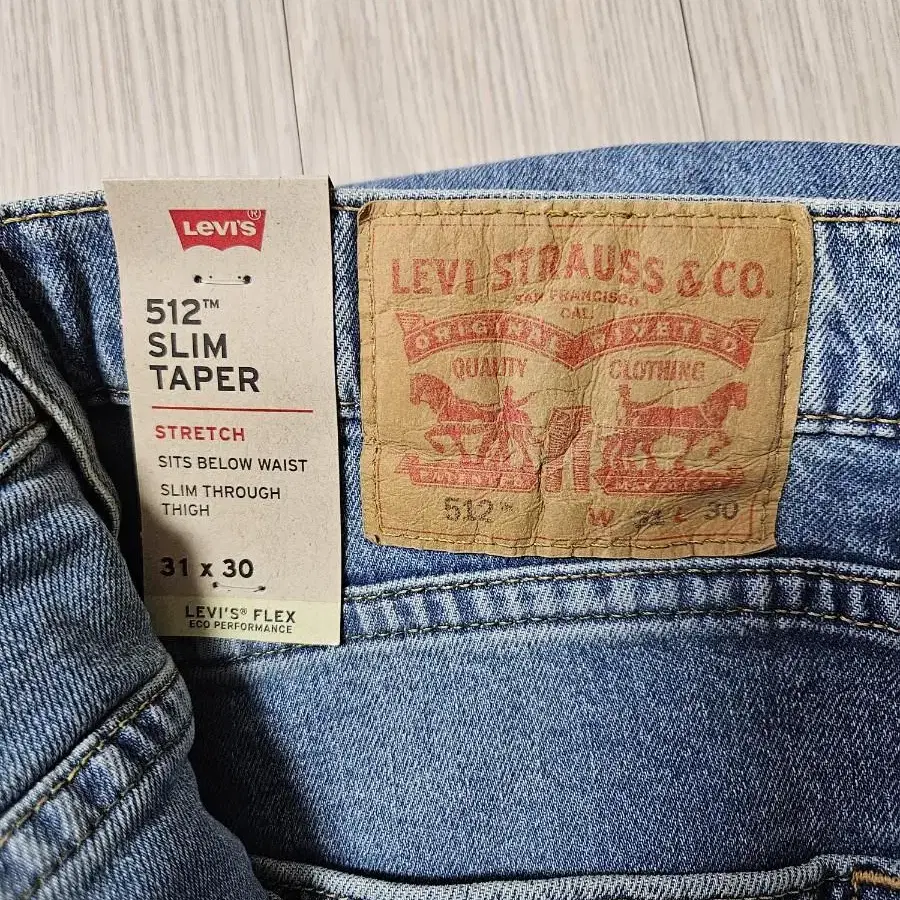 LEVI'S®
512™
SLIM
TAPER
STRETCH
SITS BELOW WAIST
SLIM THROUGH
THIGH
31 x 30
LEVI'S® FLEX
ECO PERFORMANCE
LEVI STRAUSS & CO.
SAN FRANCISCO
CAL.
ORIGINAL RIVETED
QUALITY CLOTHING
512™ W 31 L 30